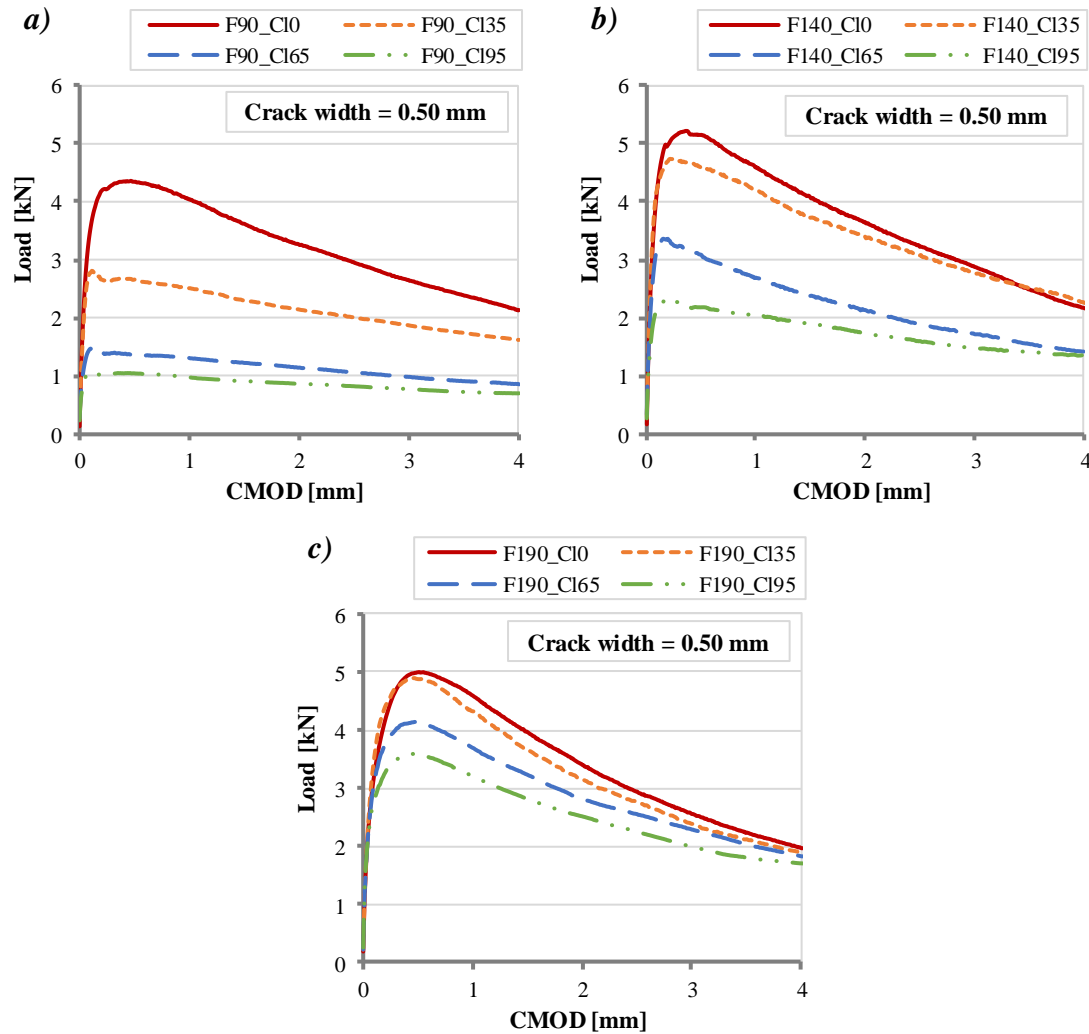 a)
F90_Cl0 F90_Cl35
F90_Cl65 F90_Cl95
6
5
4
3
2
1
0
Load [kN]
Crack width = 0.50 mm
0 1 2 3 4
CMOD [mm]
b)
F140_Cl0 F140_Cl35
F140_Cl65 F140_Cl95
6
5
4
3
2
1
0
Load [kN]
Crack width = 0.50 mm
0 1 2 3 4
CMOD [mm]
c)
F190_Cl0 F190_Cl35
F190_Cl65 F190_Cl95
6
5
4
3
2
1
0
Load [kN]
Crack width = 0.50 mm
0 1 2 3 4
CMOD [mm]